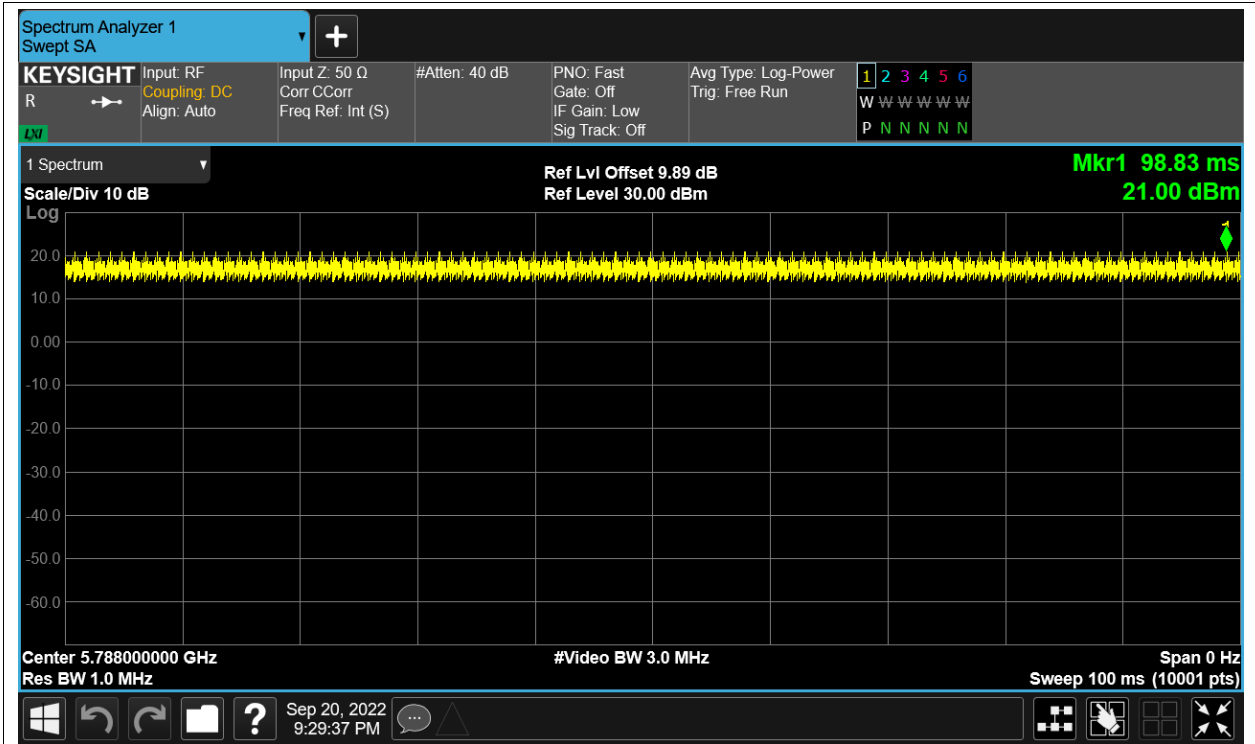 Spectrum Analyzer 1
Swept SA
KEYSIGHT
R
LXI
Input: RF
Coupling: DC
Align: Auto
Input Z: 50 Ω
Corr CCorr
Freq Ref: Int (S)
#Atten: 40 dB
PNO: Fast
Gate: Off
IF Gain: Low
Sig Track: Off
Avg Type: Log-Power
Trig: Free Run
1 2 3 4 5 6
W W W W W W
P N N N N N
1 Spectrum
Scale/Div 10 dB
Log
Ref Lvl Offset 9.89 dB
Ref Level 30.00 dBm
Mkr1 98.83 ms
21.00 dBm
1
20.0
10.0
0.00
-10.0
-20.0
-30.0
-40.0
-50.0
-60.0
Center 5.788000000 GHz
Res BW 1.0 MHz
#Video BW 3.0 MHz
Span 0 Hz
Sweep 100 ms (10001 pts)
?
Sep 20, 2022
9:29:37 PM